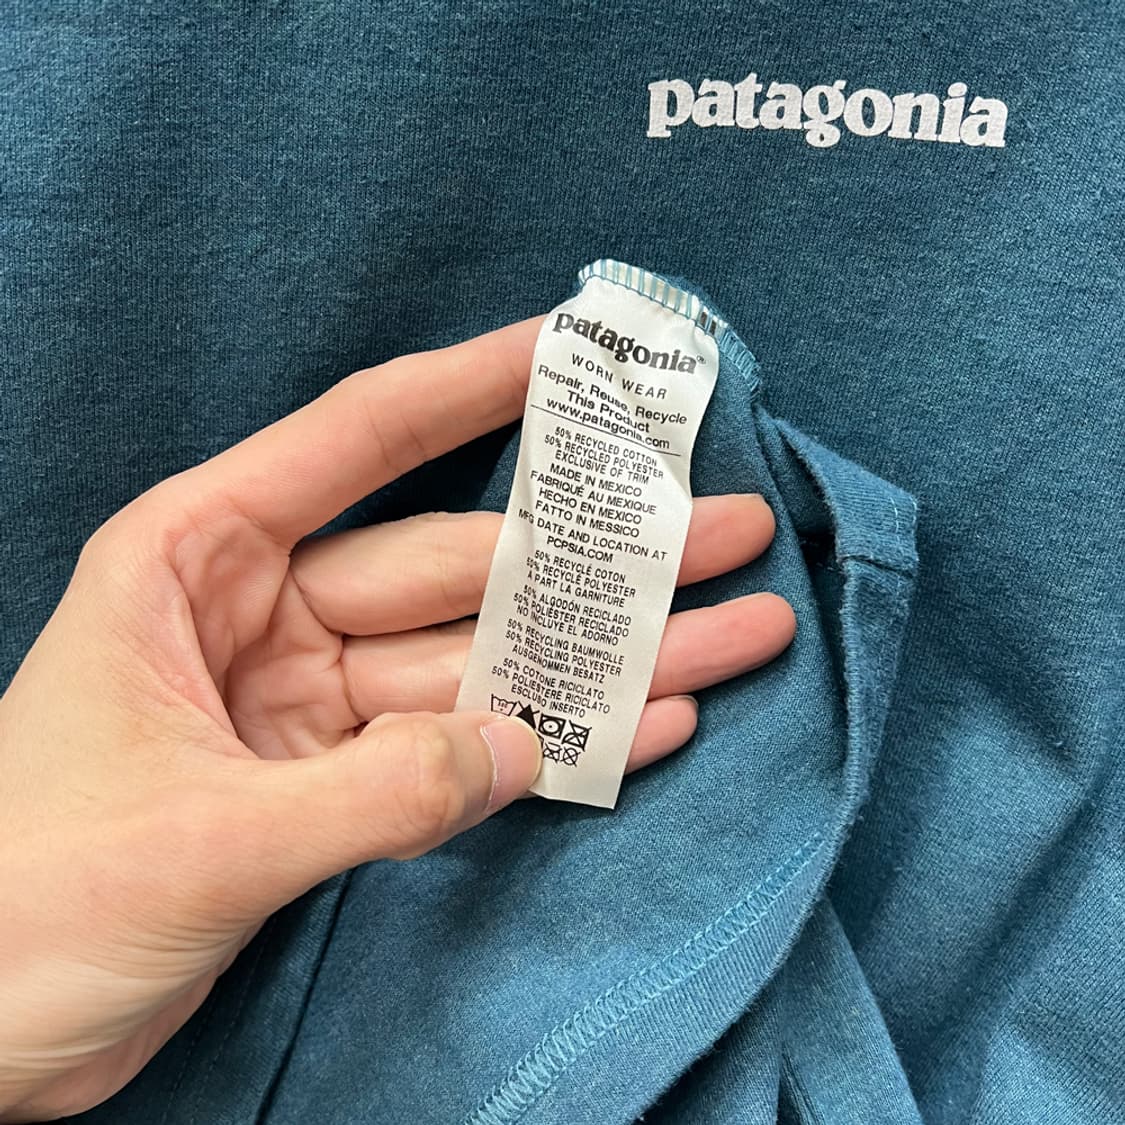 patagonia
patagonia®
WORN WEAR
Repair, Reuse, Recycle
This Product
www.patagonia.com
50% RECYCLED COTTON
50% RECYCLED POLYESTER
EXCLUSIVE OF TRIM
MADE IN MEXICO
FABRIQUÉ AU MEXIQUE
HECHO EN MEXICO
FATTO IN MESSICO
MFG DATE AND LOCATION AT
PCPSIA.COM
50% RECYCLÉ COTON
50% RECYCLÉ POLYESTER
À PART LA GARNITURE
50% ALGODÓN RECICLADO
50% POLIÉSTER RECICLADO
NO INCLUYE EL ADORNO
50% RECYCLING BAUMWOLLE
50% RECYCLING POLYESTER
AUSGENOMMEN BESATZ
50% COTONE RICICLATO
50% POLIESTERE RICICLATO
ESCLUSO INSERTO